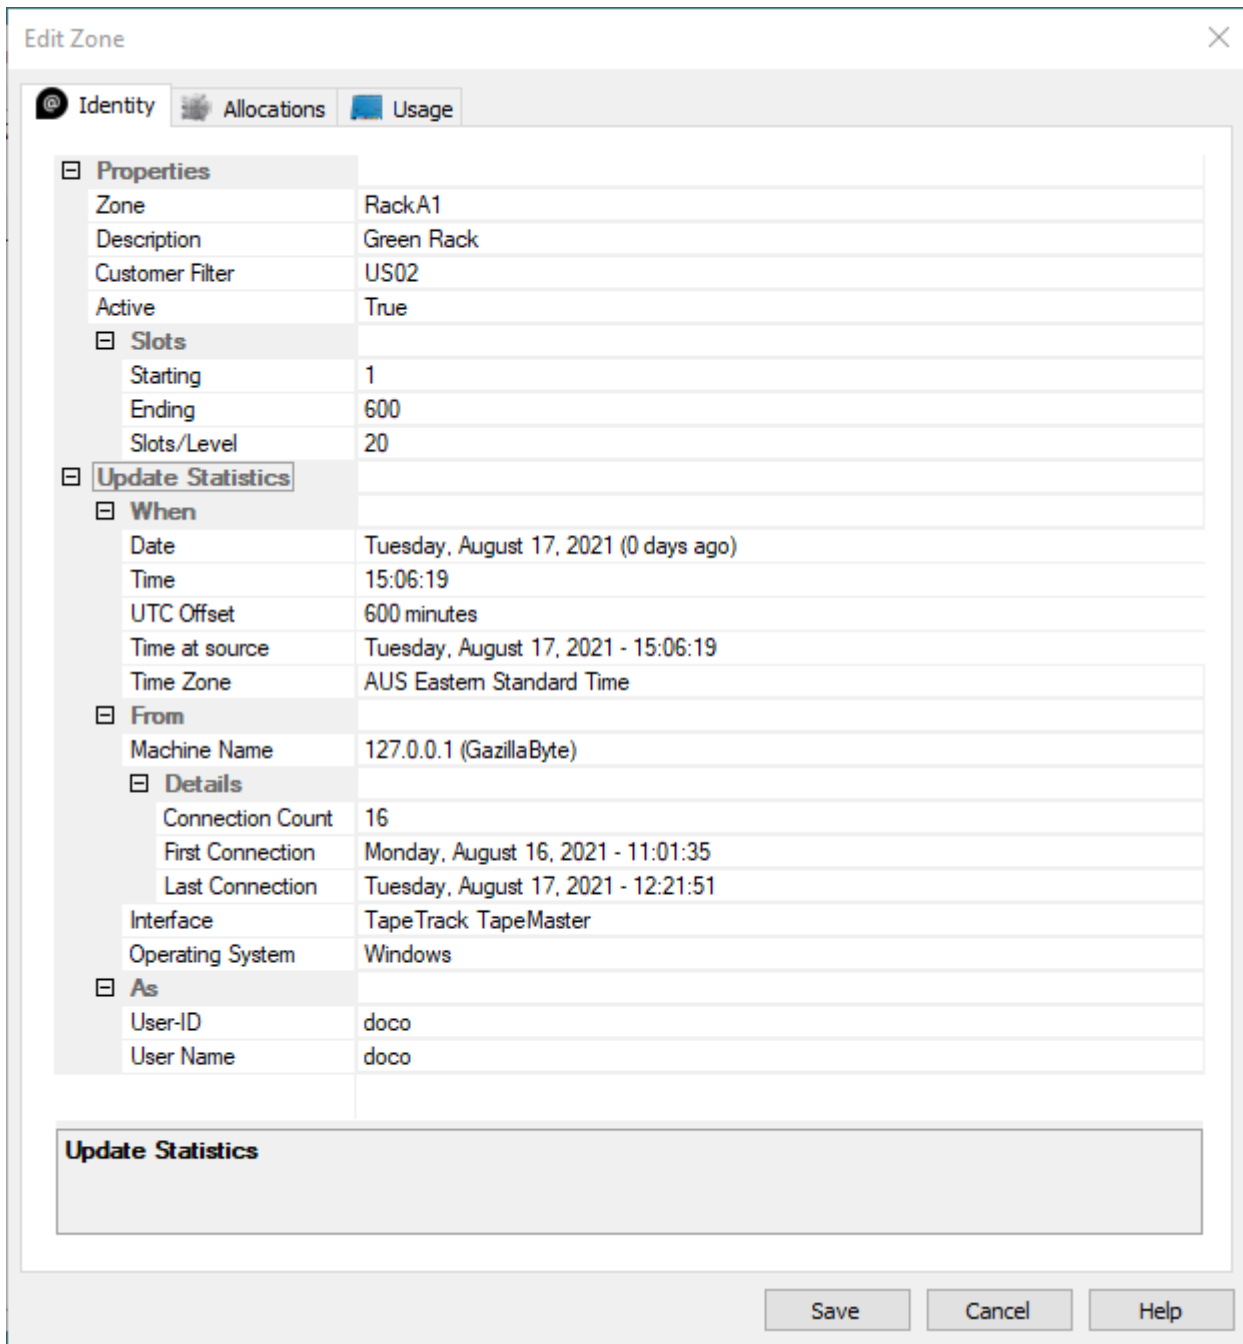 Edit Zone
Identity Allocations Usage
Properties
Zone RackA1
Description Green Rack
Customer Filter US02
Active True
Slots
Starting 1
Ending 600
Slots/Level 20
Update Statistics
When
Date Tuesday, August 17, 2021 (0 days ago)
Time 15:06:19
UTC Offset 600 minutes
Time at source Tuesday, August 17, 2021 - 15:06:19
Time Zone AUS Eastern Standard Time
From
Machine Name 127.0.0.1 (GazillaByte)
Details
Connection Count 16
First Connection Monday, August 16, 2021 - 11:01:35
Last Connection Tuesday, August 17, 2021 - 12:21:51
Interface TapeTrack TapeMaster
Operating System Windows
As
User-ID doco
User Name doco
Update Statistics
Save Cancel Help